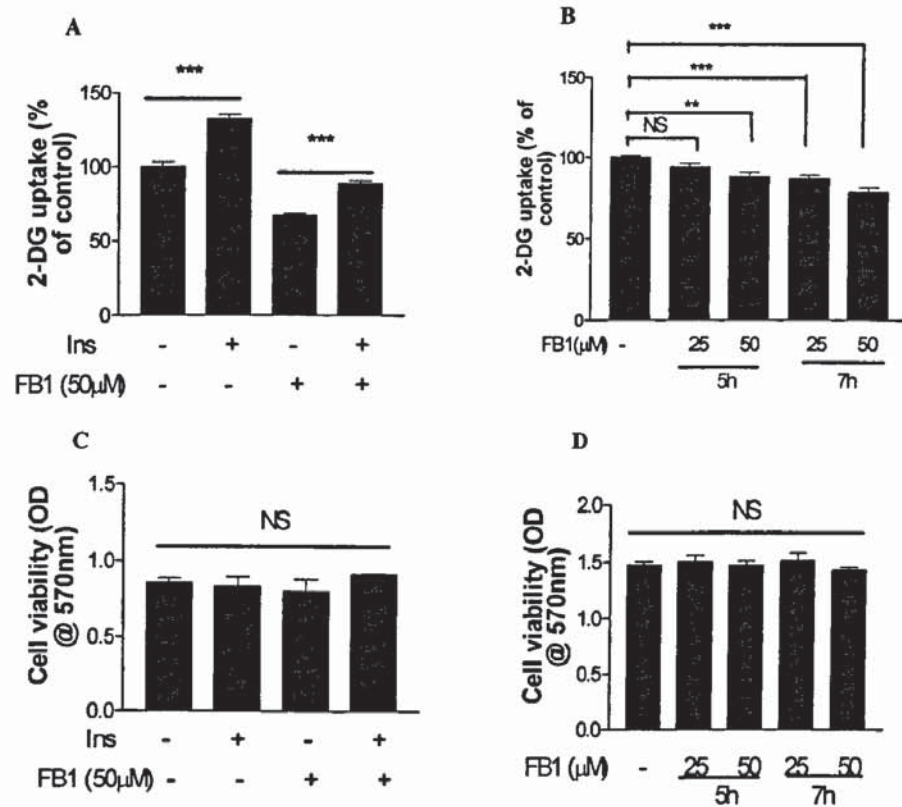 A
***
***
150
100
50
0
2-DG uptake (%
of control)
Ins - + - +
FB1 (50µM) - - + +
B
***
***
**
NS
150
100
50
0
2-DG uptake (% of
control)
FB1(µM) - 25 50 25 50
5h 7h
C
NS
1.5
1.0
0.5
0.0
Cell viability (OD
@ 570nm)
Ins - + - +
FB1 (50µM) - - + +
D
NS
2.0
1.5
1.0
0.5
0.0
Cell viability (OD
@ 570nm)
FB1 (µM) - 25 50 25 50
5h 7h